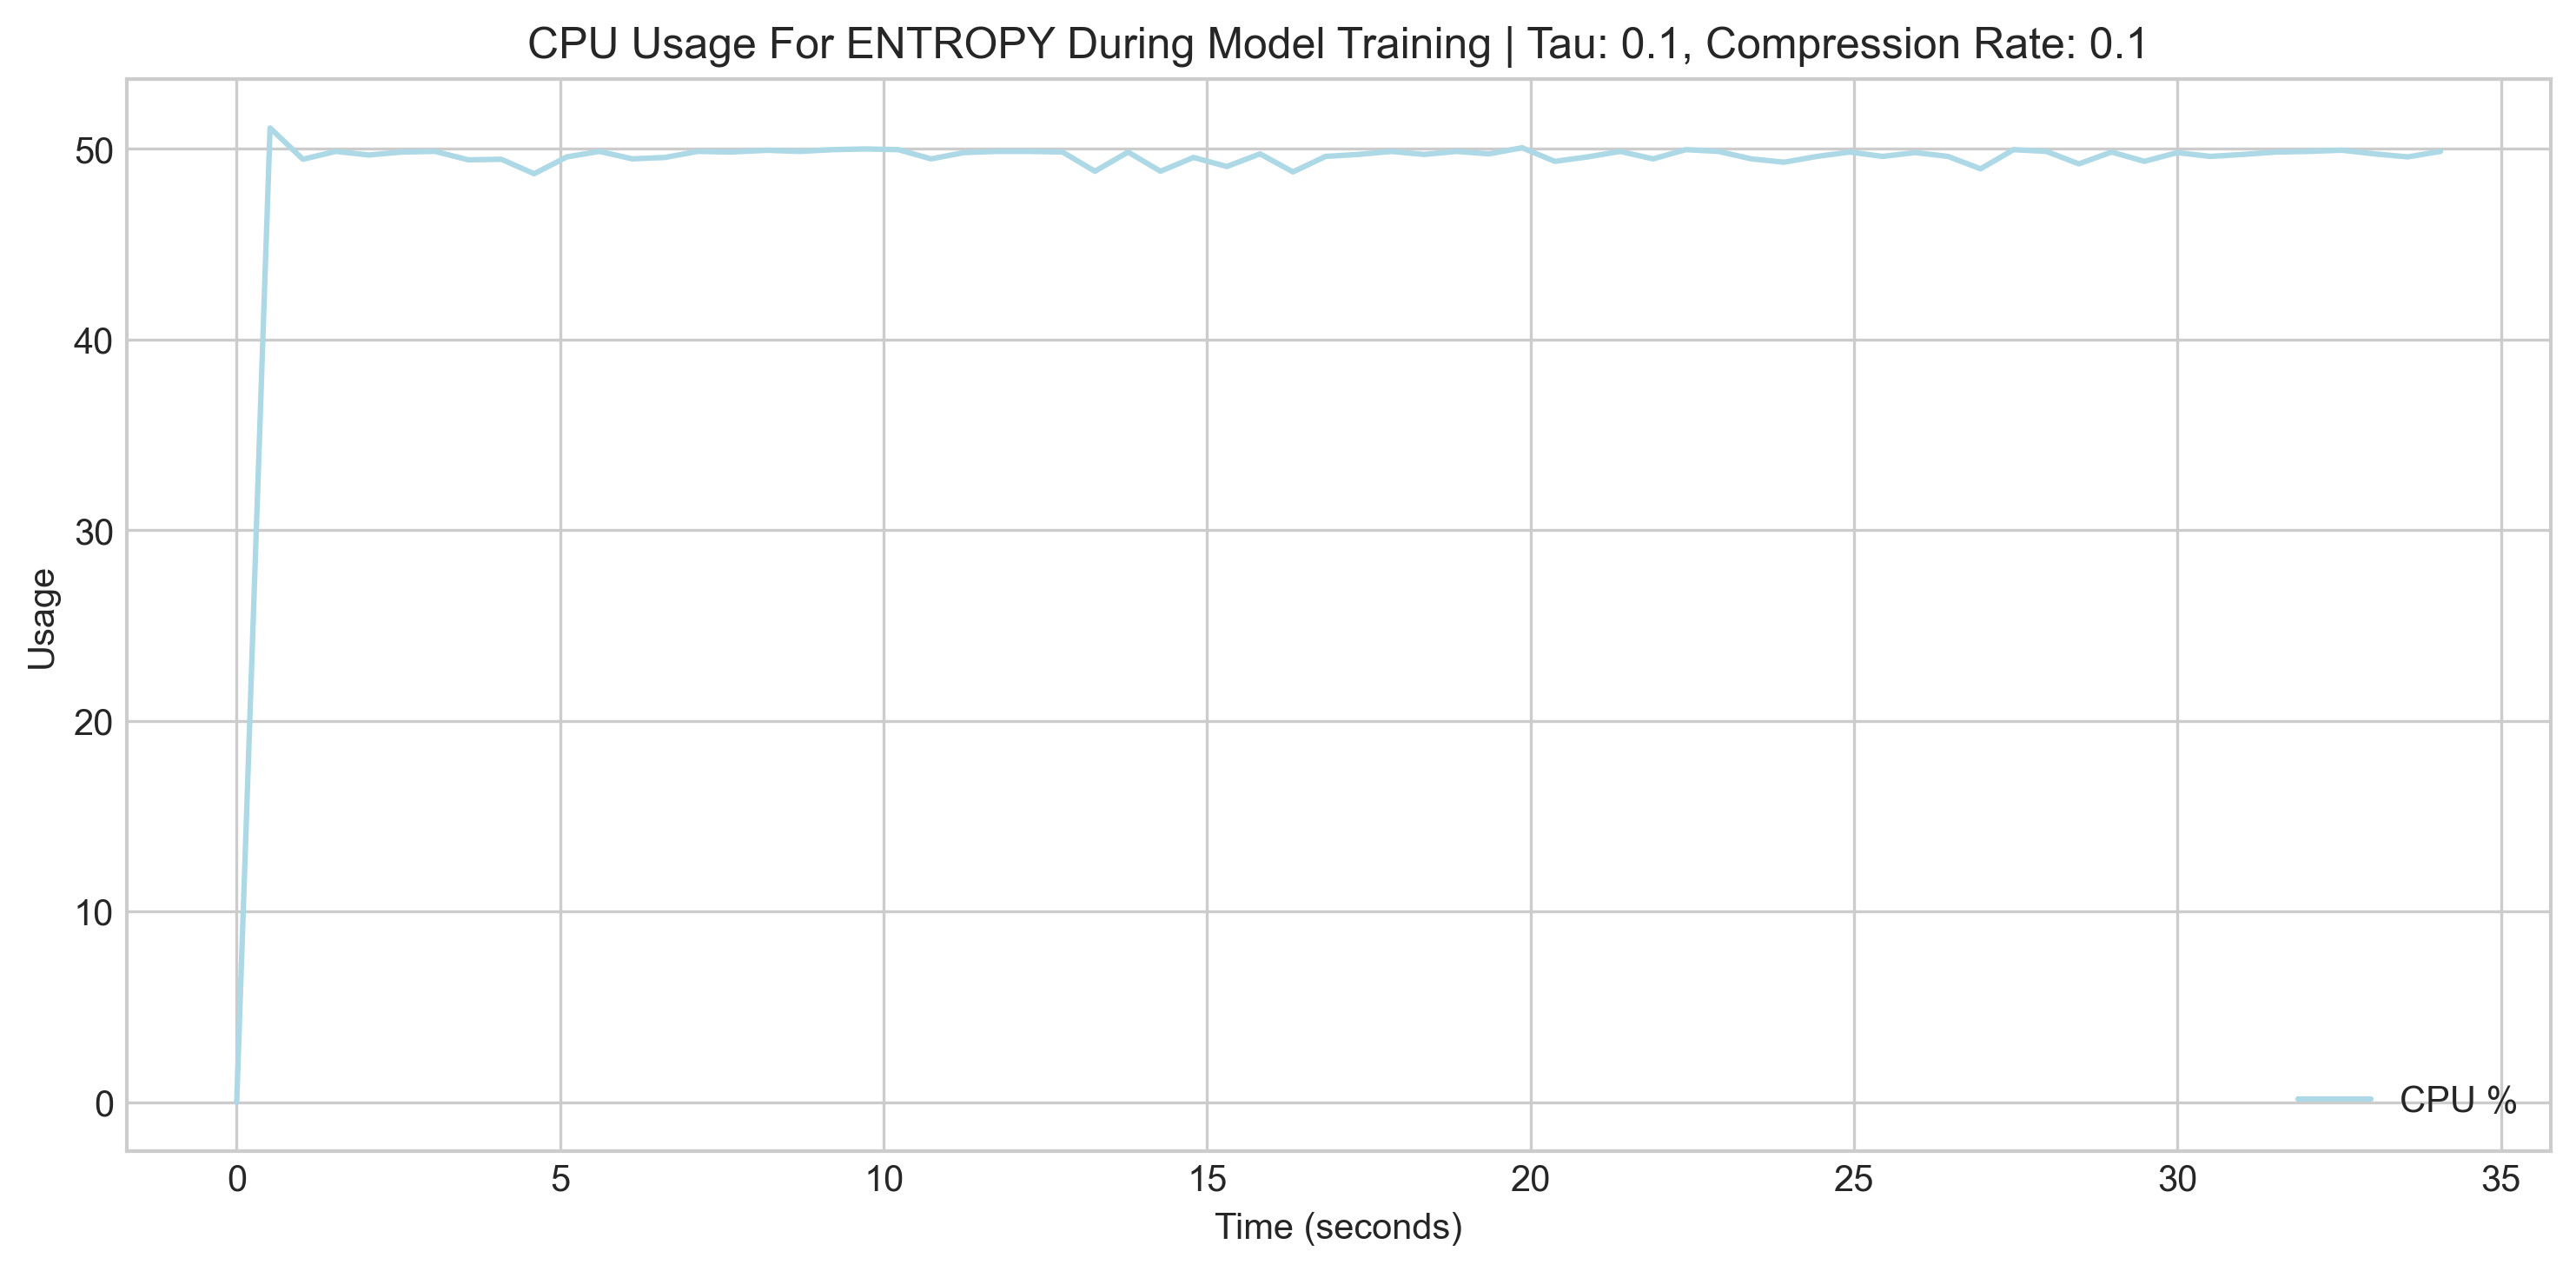 CPU Usage For ENTROPY During Model Training | Tau: 0.1, Compression Rate: 0.1
50
40
30
20
10
0
Usage
CPU %
0 5 10 15 20 25 30 35
Time (seconds)